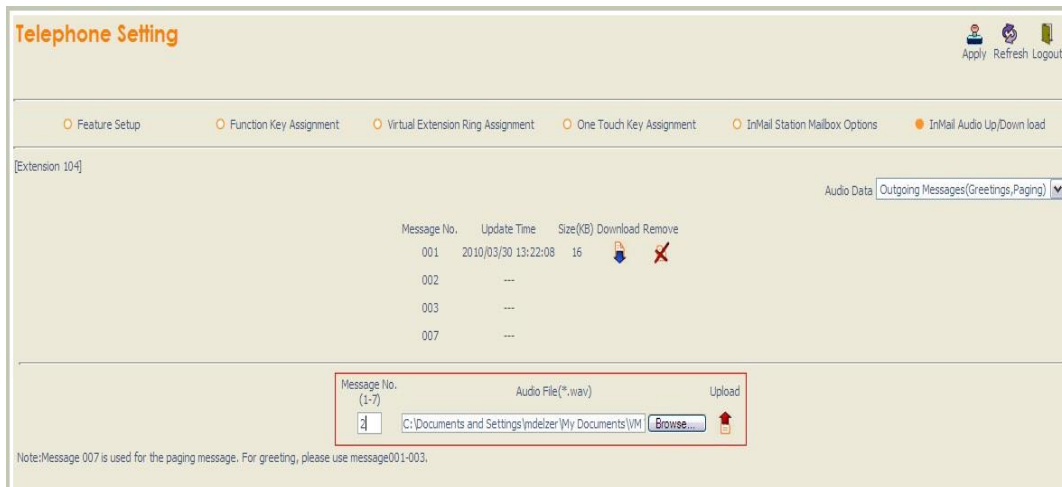 Telephone Setting
Apply Refresh Logout
Feature Setup Function Key Assignment Virtual Extension Ring Assignment One Touch Key Assignment InMail Station Mailbox Options InMail Audio Up/Down load
[Extension 104]
Audio Data Outgoing Messages(Greetings,Paging)
Message No. Update Time Size(KB) Download Remove
001 2010/03/30 13:22:08 16
002 ---
003 ---
007 ---
Message No. (1-7) Audio File(*.wav) Upload
2 C:\Documents and Settings\mdelzer\My Documents\VM Browse...
Note:Message 007 is used for the paging message. For greeting, please use message001-003.